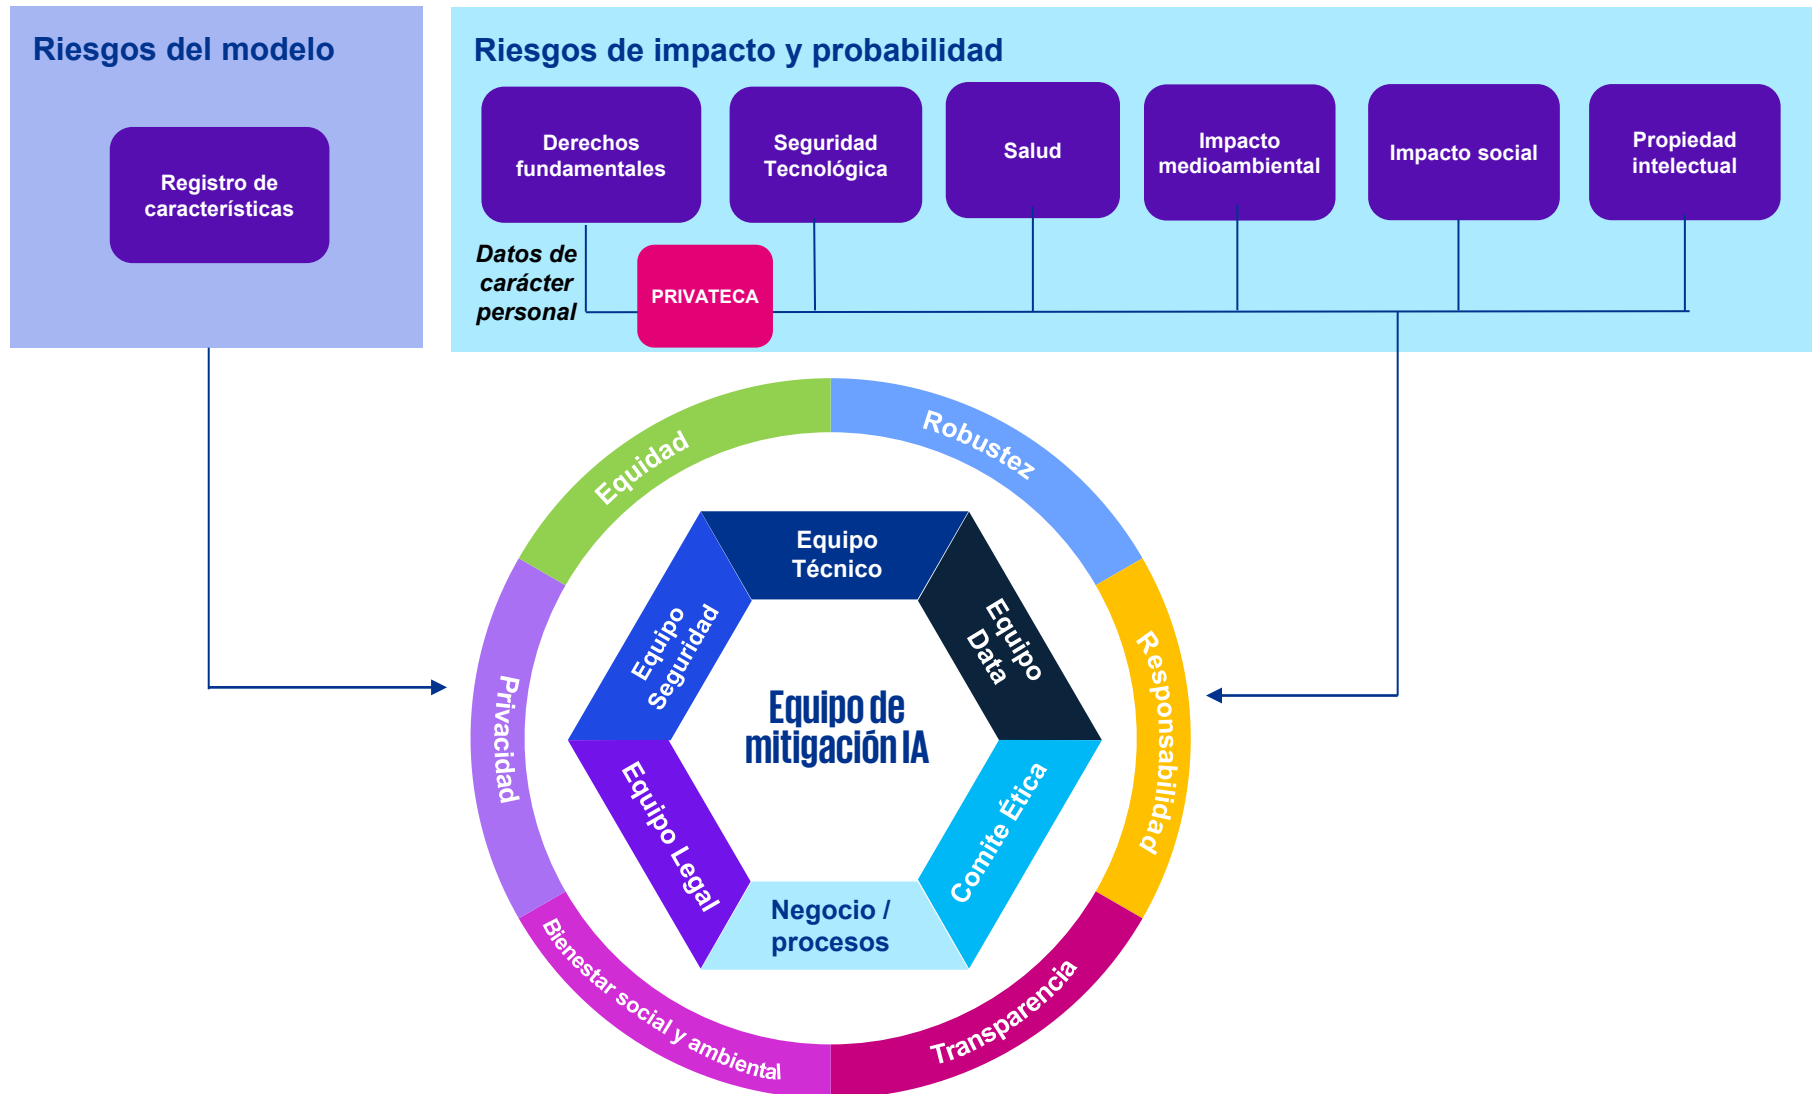 Riesgos del modelo
Registro de
características
Riesgos de impacto y probabilidad
Derechos
fundamentales
Seguridad
Tecnológica
Salud
Impacto
medioambiental
Impacto social
Propiedad
intelectual
Datos de
carácter
personal
PRIVATECA
Equidad
Robustez
Responsabilidad
Transparencia
Bienestar social y ambiental
Privacidad
Equipo
Técnico
Equipo
Data
Comite Ética
Negocio /
procesos
Equipo Legal
Equipo
Seguridad
Equipo de
mitigación IA